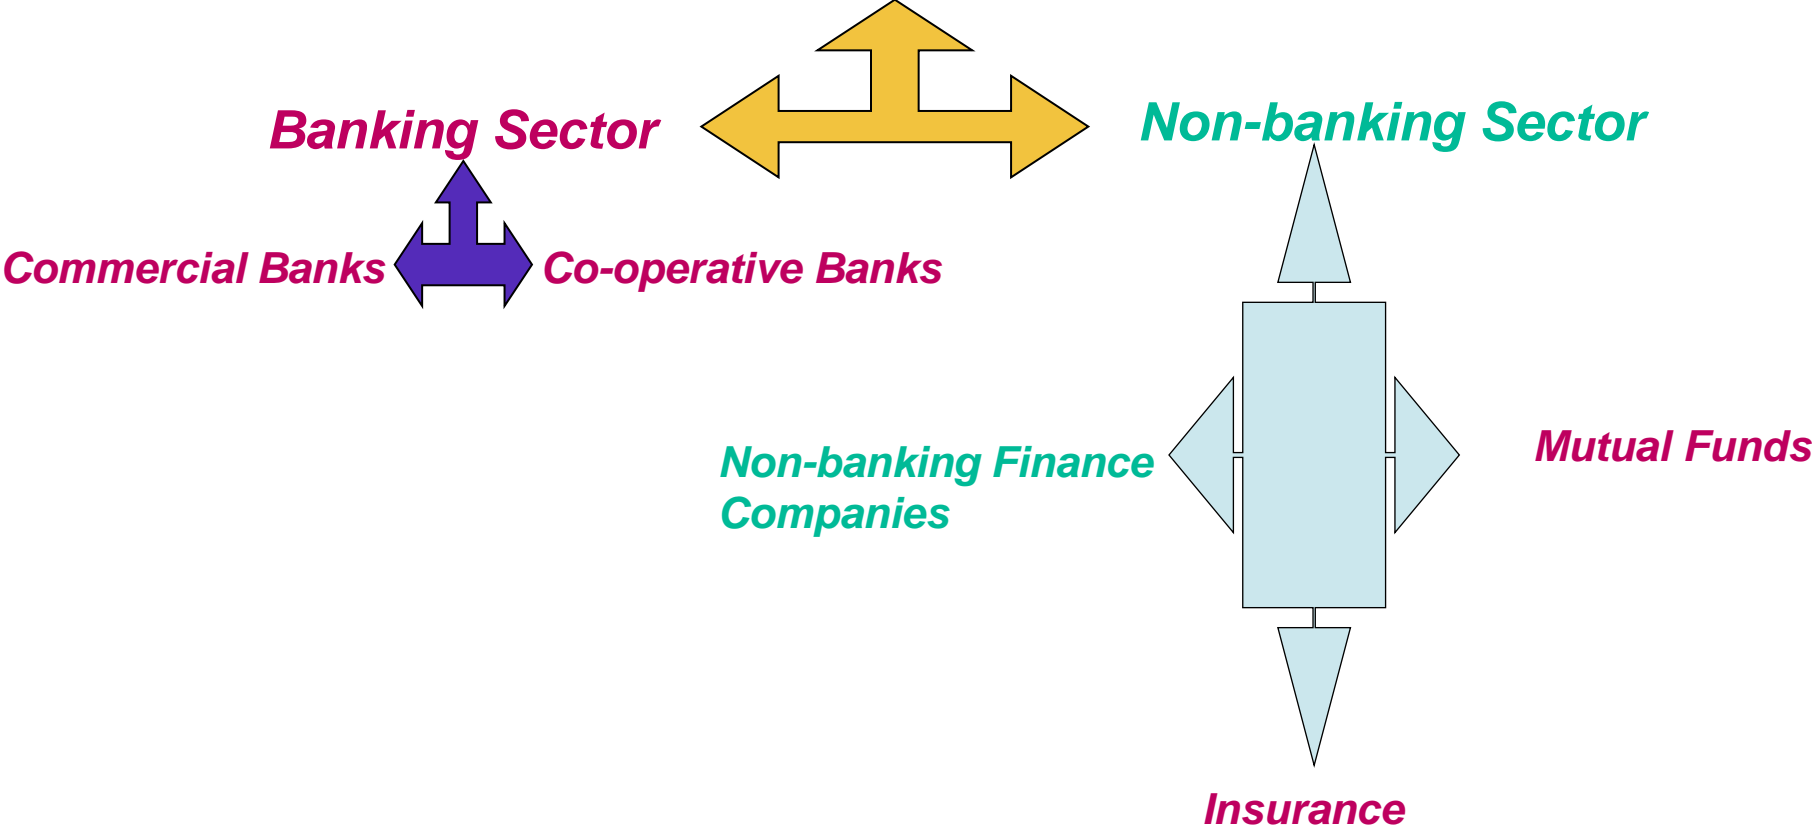 Banking Sector
Non-banking Sector
Commercial Banks
Co-operative Banks
Non-banking Finance
Companies
Mutual Funds
Insurance